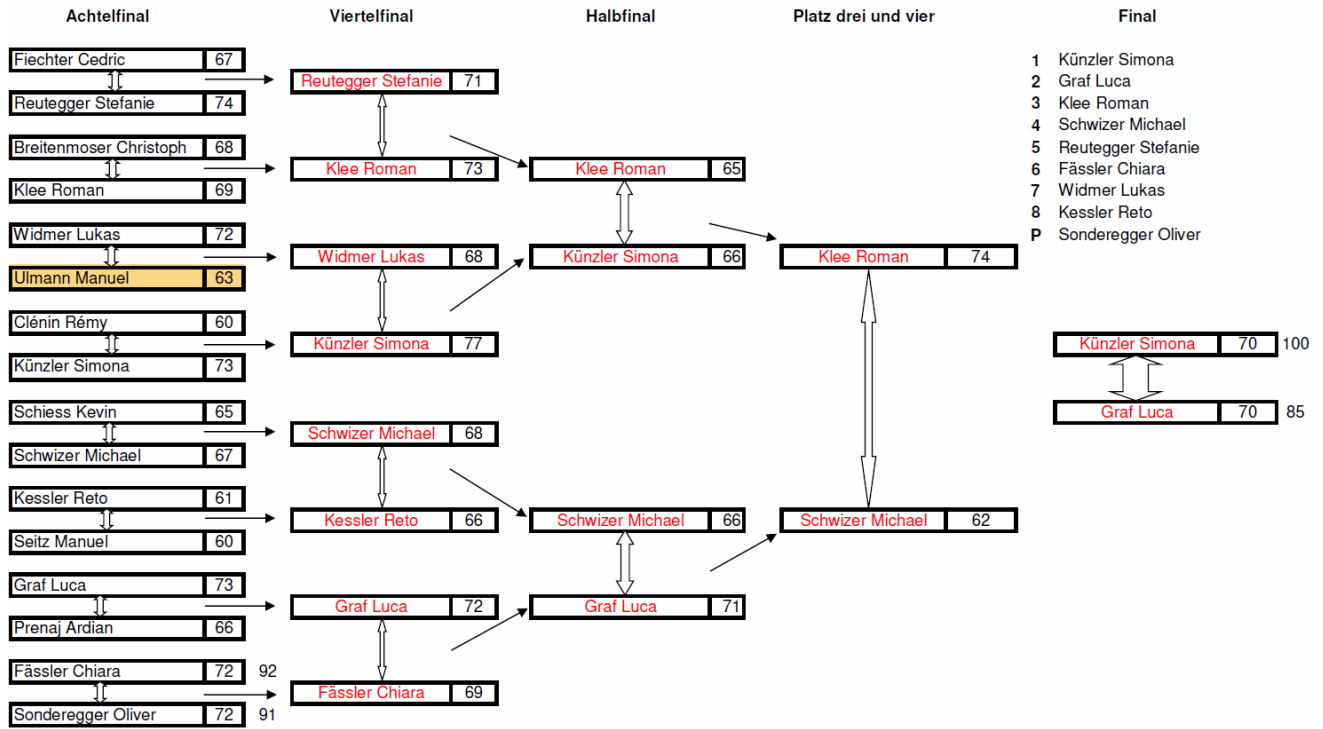 Achtelfinal
Viertelfinal
Halbfinal
Platz drei und vier
Final
Fiechter Cedric 67
Reutegger Stefanie 74
Breitenmoser Christoph 68
Klee Roman 69
Widmer Lukas 72
Ulmann Manuel 63
Clénin Rémy 60
Künzler Simona 73
Schiess Kevin 65
Schwizer Michael 67
Kessler Reto 61
Seitz Manuel 60
Graf Luca 73
Prenaj Ardian 66
Fässler Chiara 72 92
Sonderegger Oliver 72 91
Reutegger Stefanie 71
Klee Roman 73
Widmer Lukas 68
Künzler Simona 77
Schwizer Michael 68
Kessler Reto 66
Graf Luca 72
Fässler Chiara 69
Klee Roman 65
Künzler Simona 66
Schwizer Michael 66
Graf Luca 71
Klee Roman 74
Schwizer Michael 62
1 Künzler Simona
2 Graf Luca
3 Klee Roman
4 Schwizer Michael
5 Reutegger Stefanie
6 Fässler Chiara
7 Widmer Lukas
8 Kessler Reto
P Sonderegger Oliver
Künzler Simona 70 100
Graf Luca 70 85